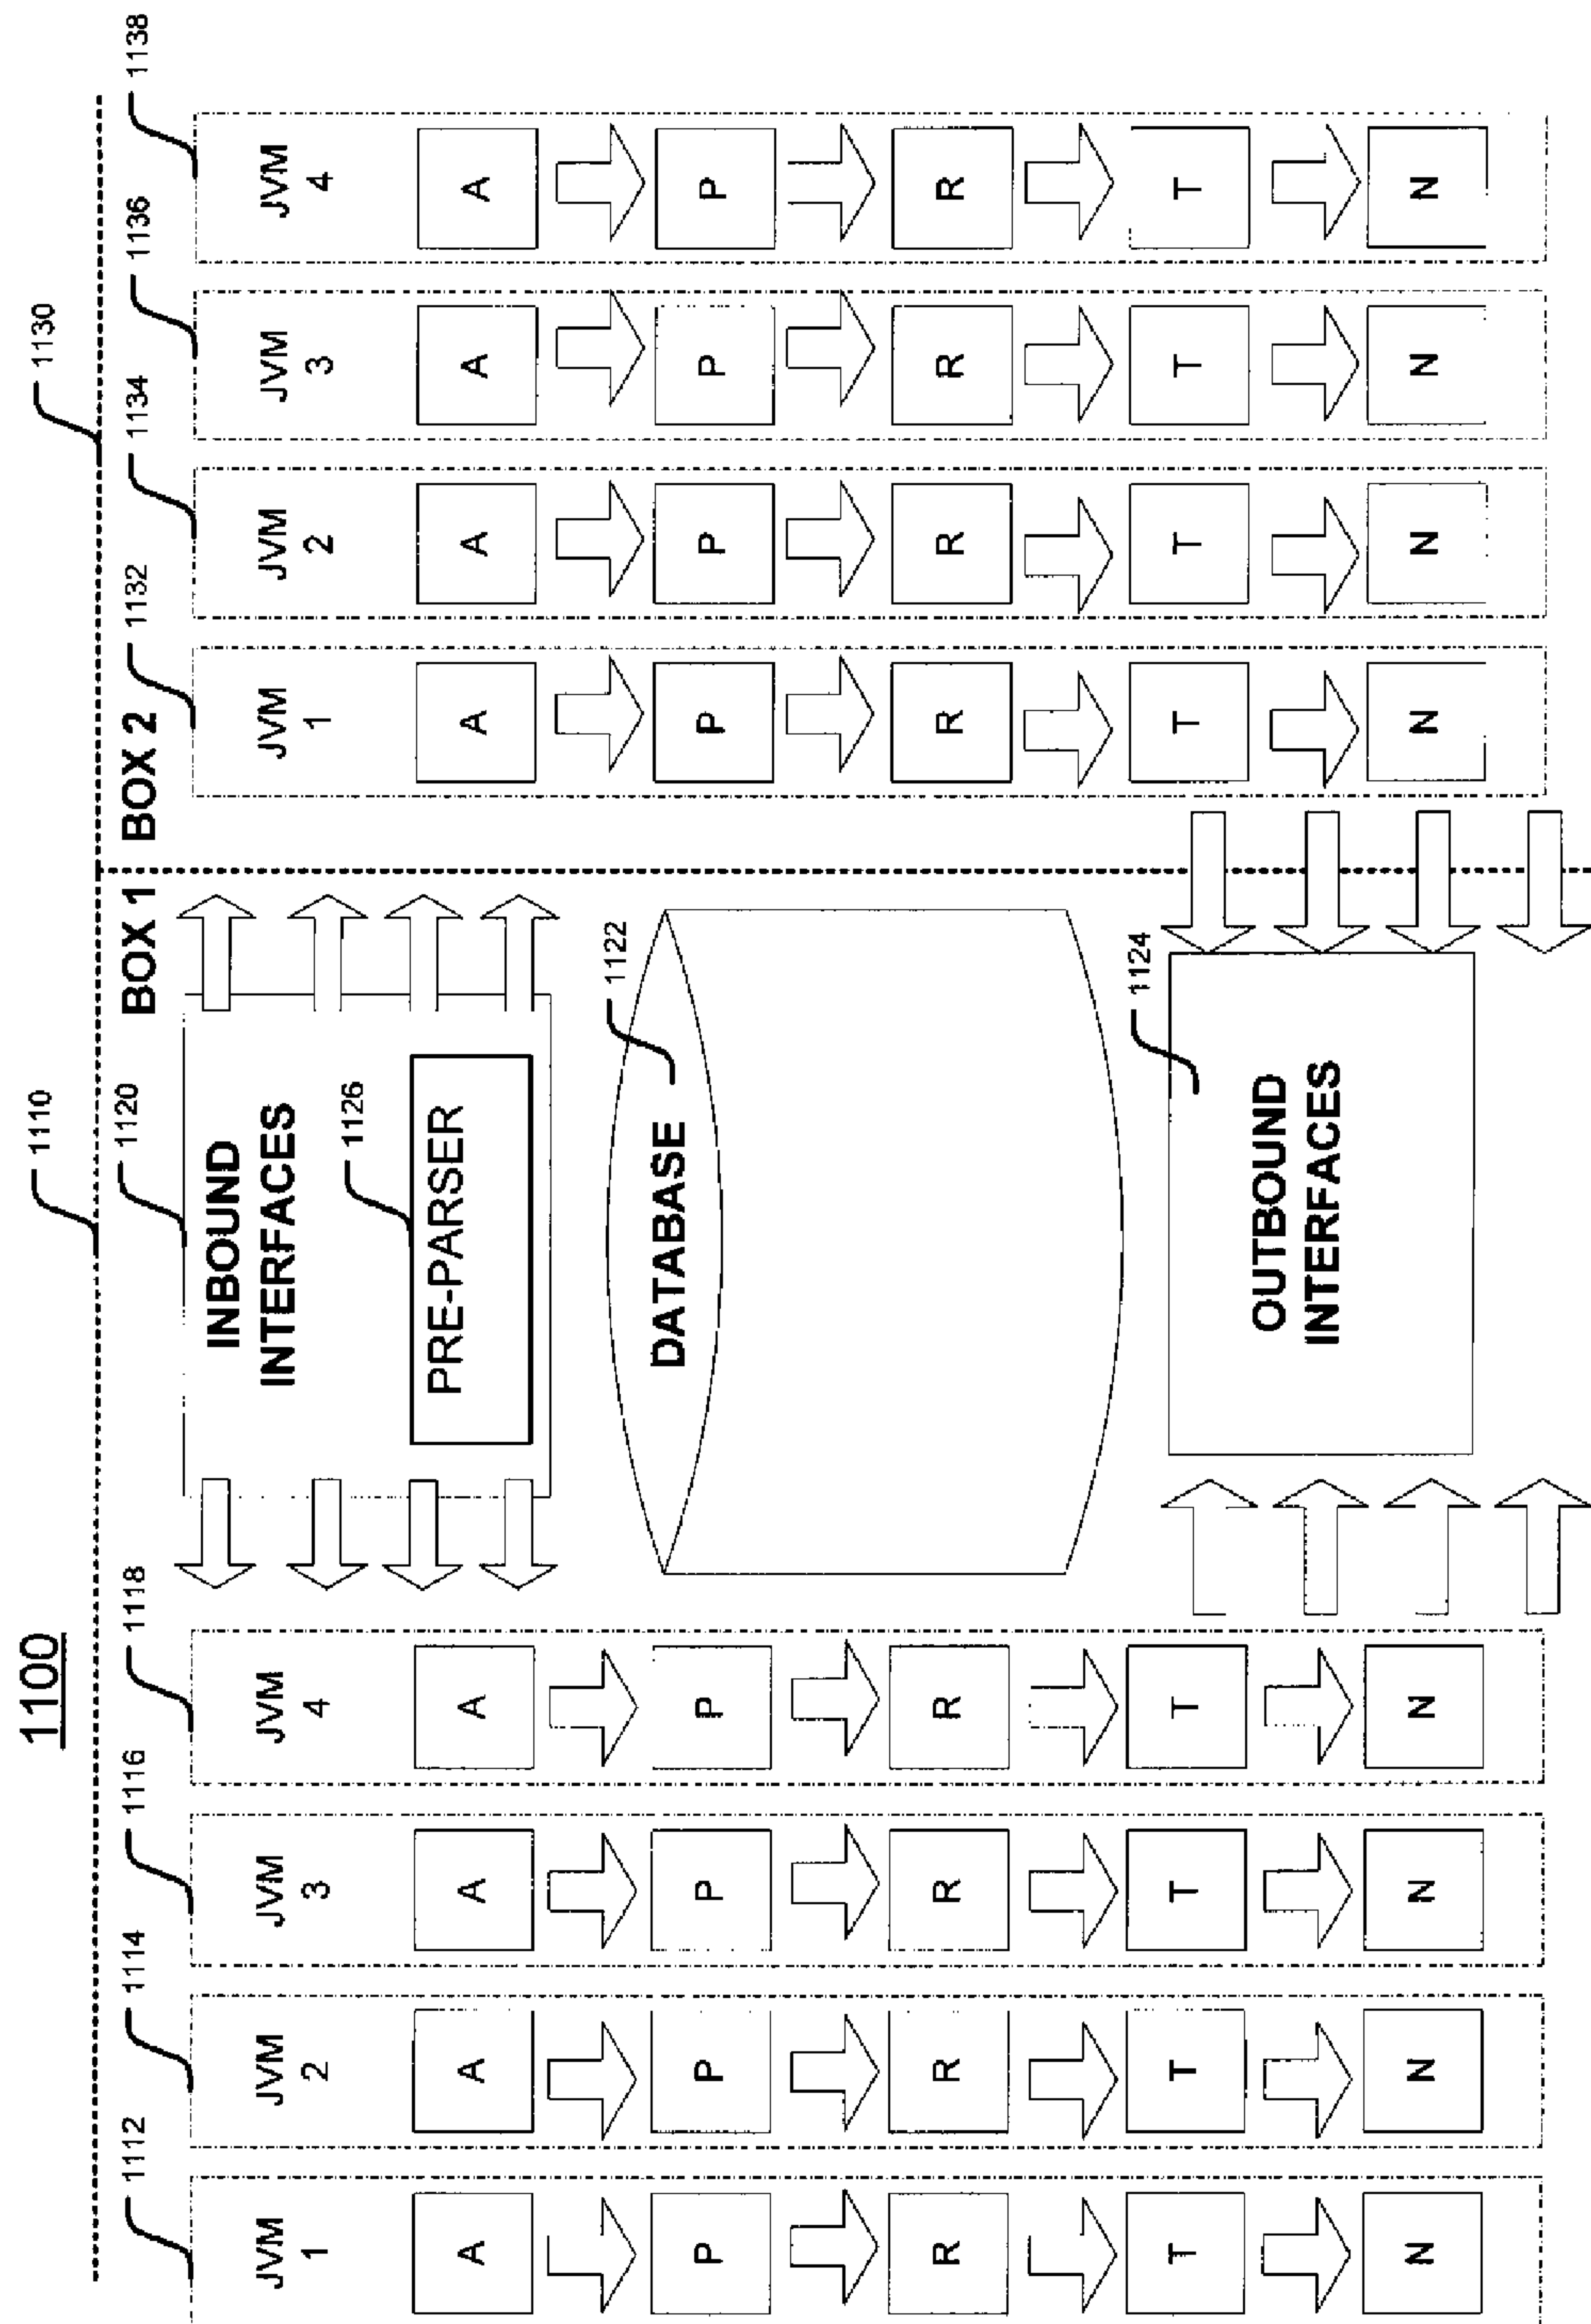 1100
1110
1130
1112
1114
1116
1118
1120
BOX 1
BOX 2
1132
1134
1136
1138
JVM
1
A
P
R
T
N
JVM
2
A
P
R
T
N
JVM
3
A
P
R
T
N
JVM
4
A
P
R
T
N
INBOUND
INTERFACES
1126
PRE-PARSER
1122
DATABASE
1124
OUTBOUND
INTERFACES
JVM
1
A
P
R
T
N
JVM
2
A
P
R
T
N
JVM
3
A
P
R
T
N
JVM
4
A
P
R
T
N